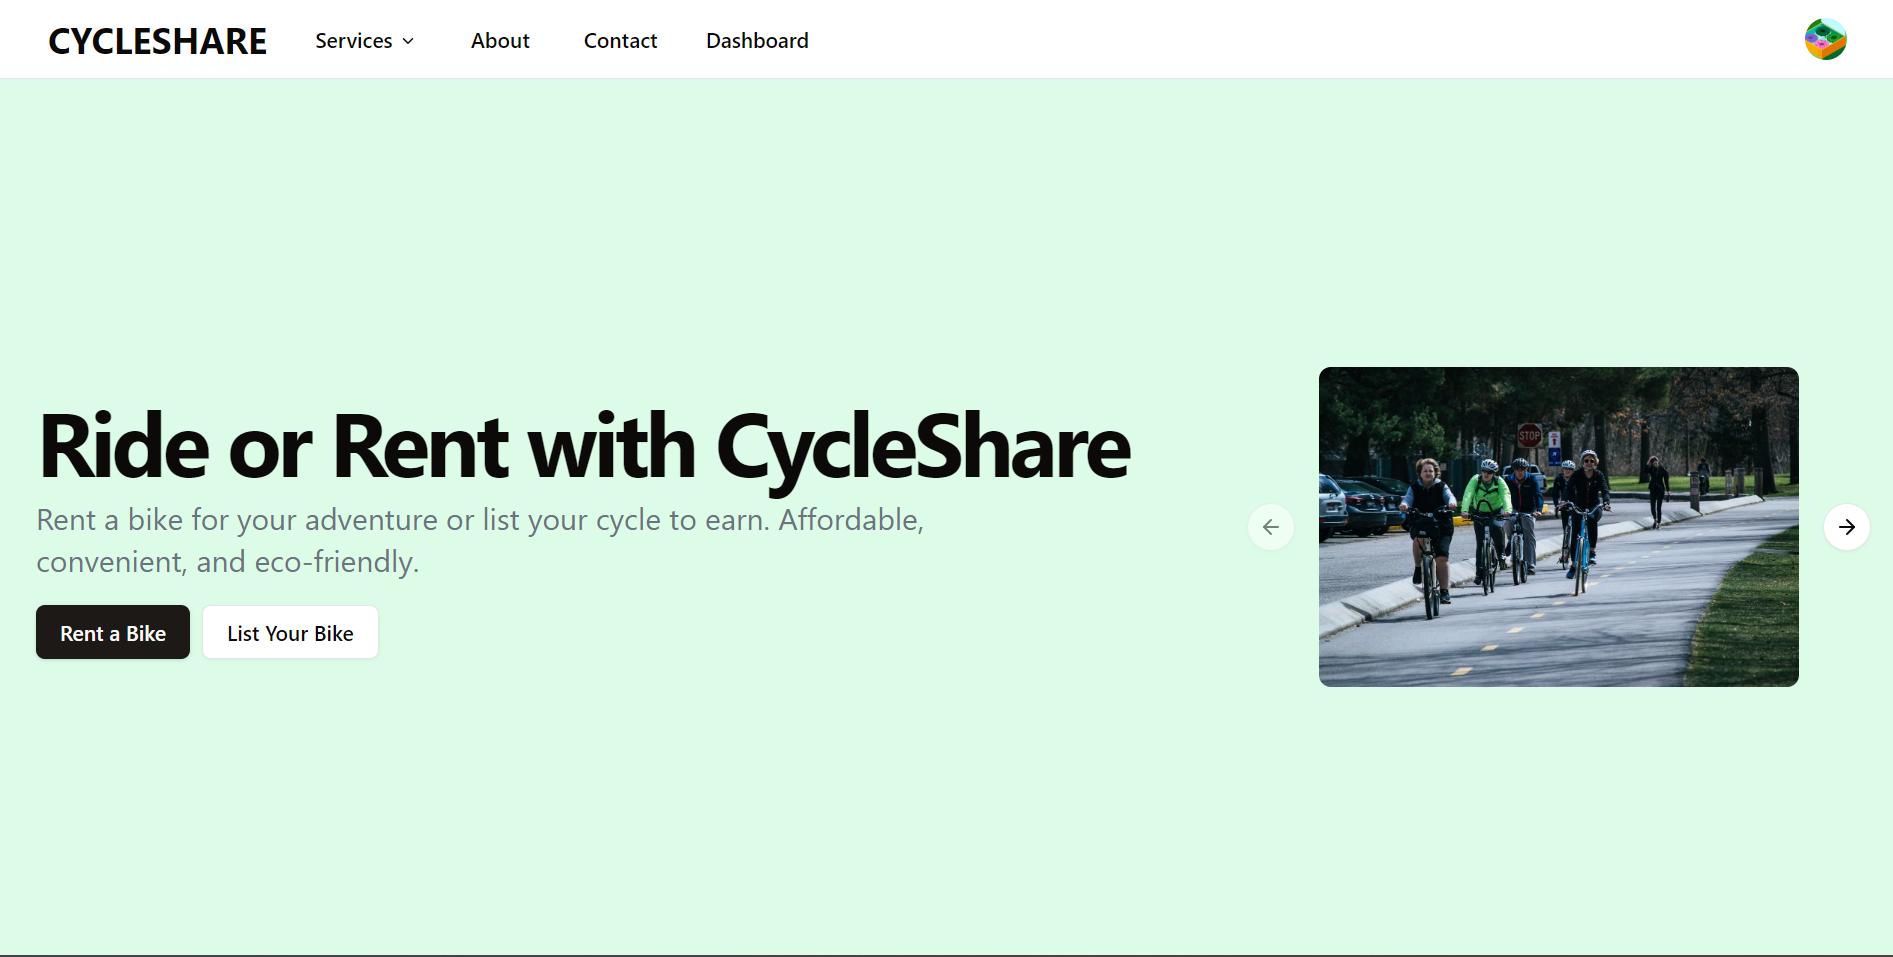 CYCLESHARE
Services
About
Contact
Dashboard
Ride or Rent with CycleShare
Rent a bike for your adventure or list your cycle to earn. Affordable,
convenient, and eco-friendly.
Rent a Bike
List Your Bike
STOP